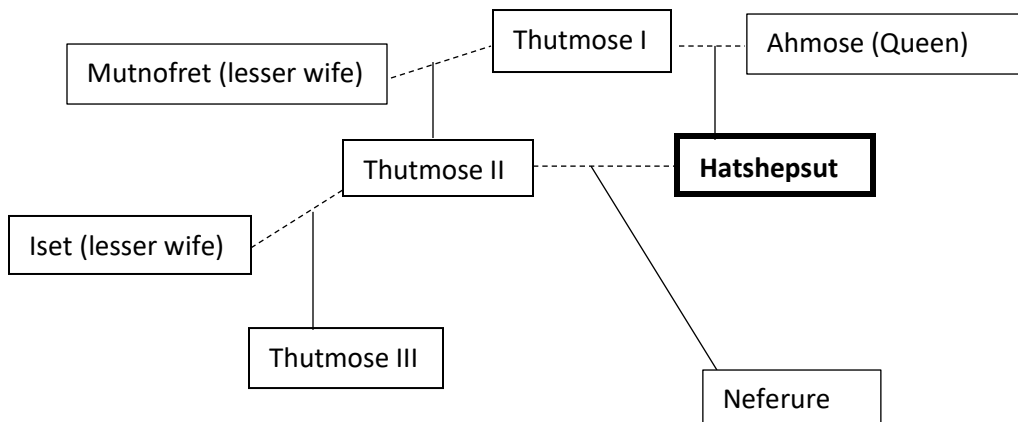 Thutmose I
Ahmose (Queen)
Mutnofret (lesser wife)
Thutmose II
Hatshepsut
Iset (lesser wife)
Thutmose III
Neferure